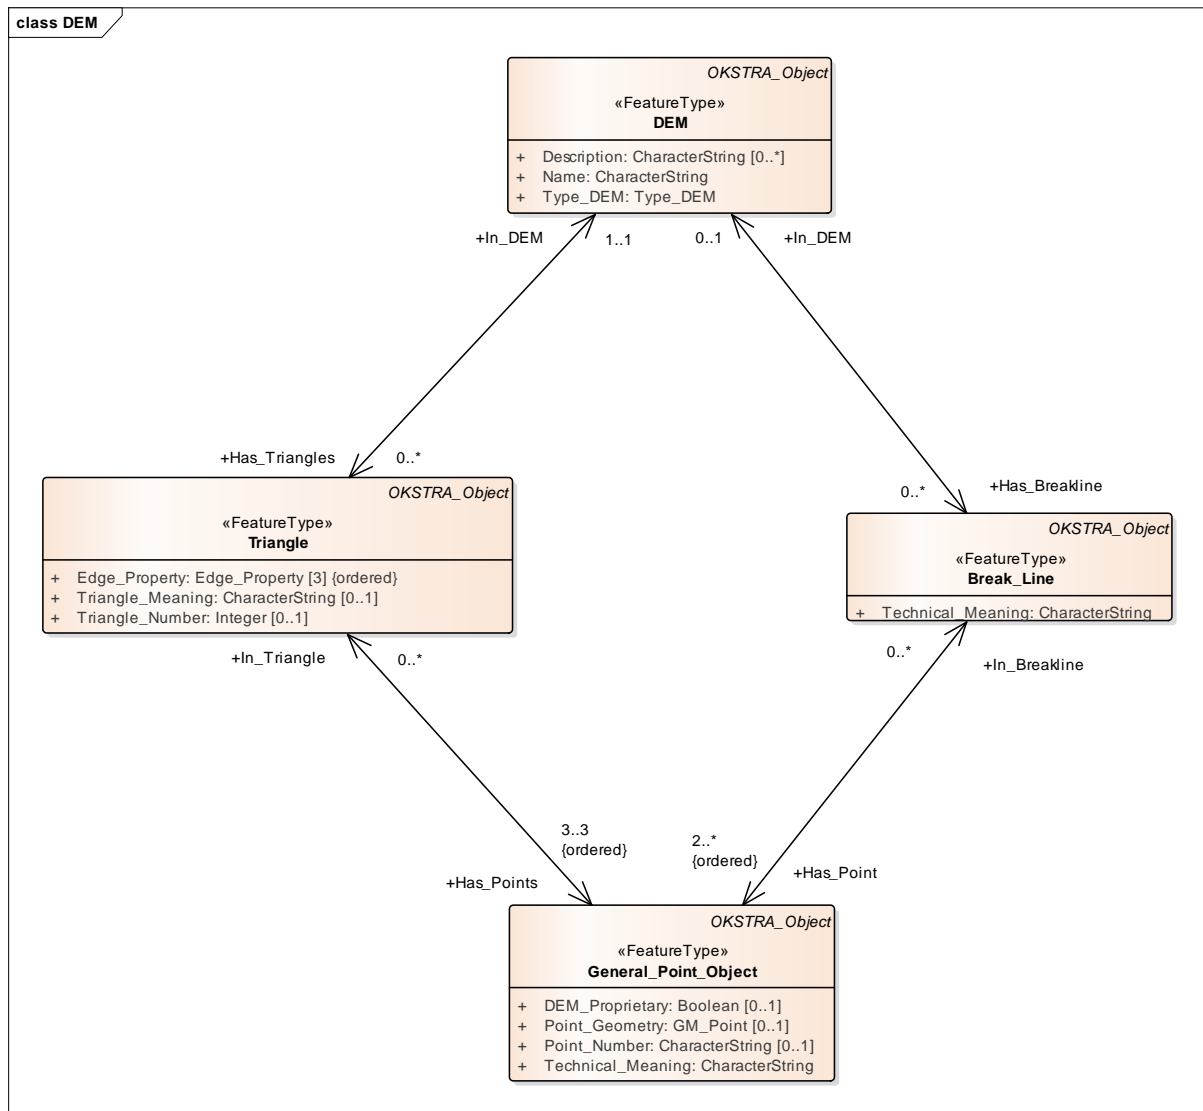 class DEM
OKSTRA_Object
«FeatureType»
DEM
+ Description: CharacterString [0..*]
+ Name: CharacterString
+ Type_DEM: Type_DEM
+In_DEM
1..1
0..1
+In_DEM
+Has_Triangles
0..*
0..*
+Has_Breakline
OKSTRA_Object
«FeatureType»
Triangle
+ Edge_Property: Edge_Property [3] {ordered}
+ Triangle_Meaning: CharacterString [0..1]
+ Triangle_Number: Integer [0..1]
OKSTRA_Object
«FeatureType»
Break_Line
+ Technical_Meaning: CharacterString
+In_Triangle
0..*
0..*
+In_Breakline
3..3
{ordered}
2..*
{ordered}
+Has_Points
+Has_Point
OKSTRA_Object
«FeatureType»
General_Point_Object
+ DEM_Proprietary: Boolean [0..1]
+ Point_Geometry: GM_Point [0..1]
+ Point_Number: CharacterString [0..1]
+ Technical_Meaning: CharacterString